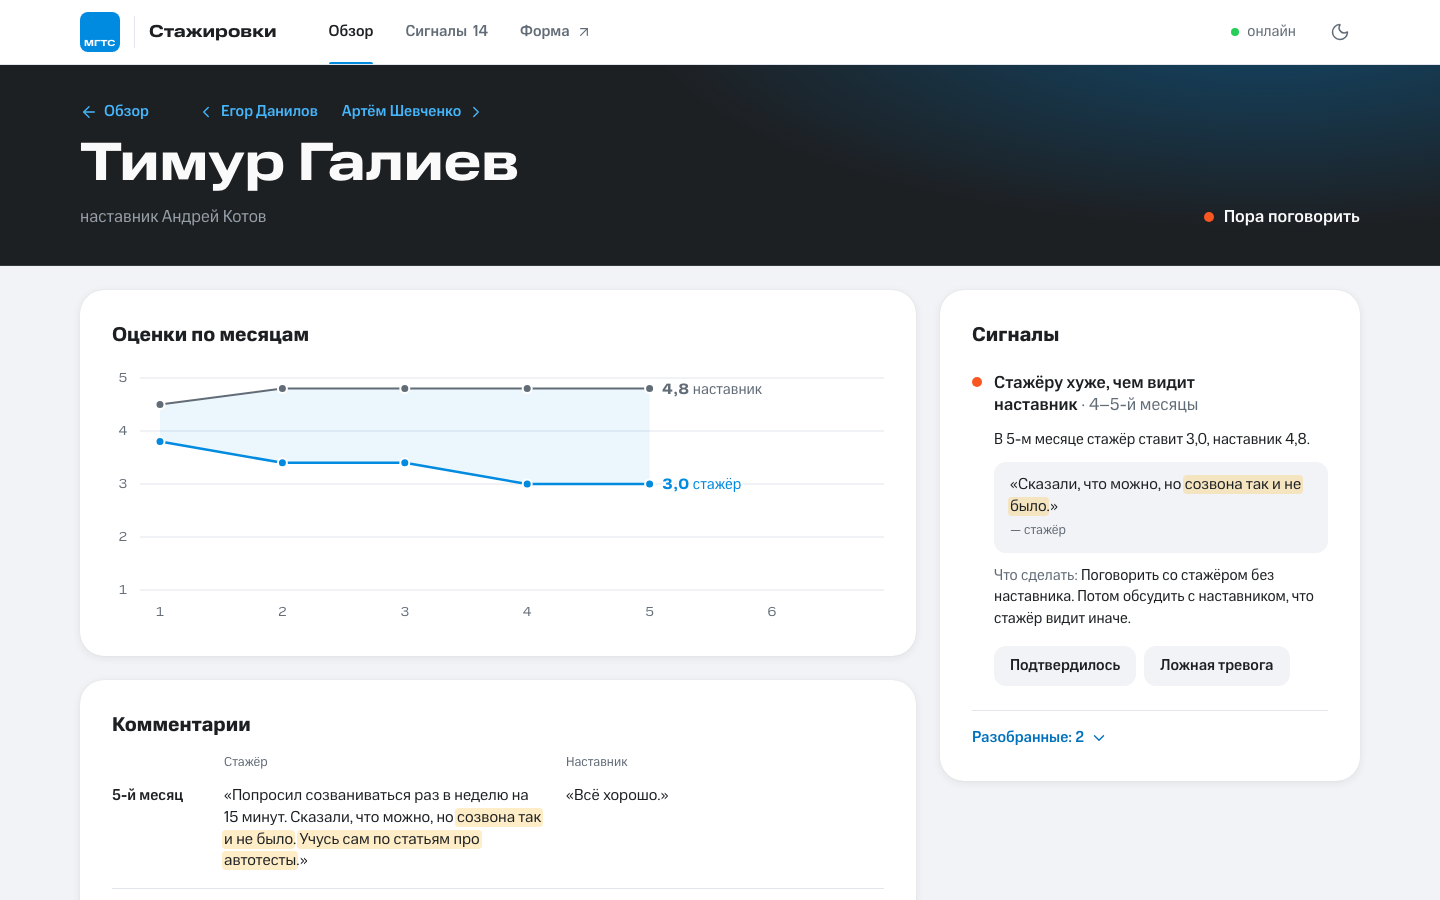 МГТС
Стажировки
Обзор
Сигналы 14
Форма
онлайн
Обзор
Егор Данилов
Артём Шевченко
Тимур Галиев
наставник Андрей Котов
Пора поговорить
Оценки по месяцам
5
4
3
2
1
4,8 наставник
3,0 стажёр
1 2 3 4 5 6
Комментарии
Стажёр
Наставник
5-й месяц
«Попросил созваниваться раз в неделю на
15 минут. Сказали, что можно, но созвона так
и не было. Учусь сам по статьям про
автотесты.»
«Всё хорошо.»
Сигналы
Стажёру хуже, чем видит
наставник · 4–5-й месяцы
В 5-м месяце стажёр ставит 3,0, наставник 4,8.
«Сказали, что можно, но созвона так и не
было.»
— стажёр
Что сделать: Поговорить со стажёром без
наставника. Потом обсудить с наставником, что
стажёр видит иначе.
Подтвердилось
Ложная тревога
Разобранные: 2